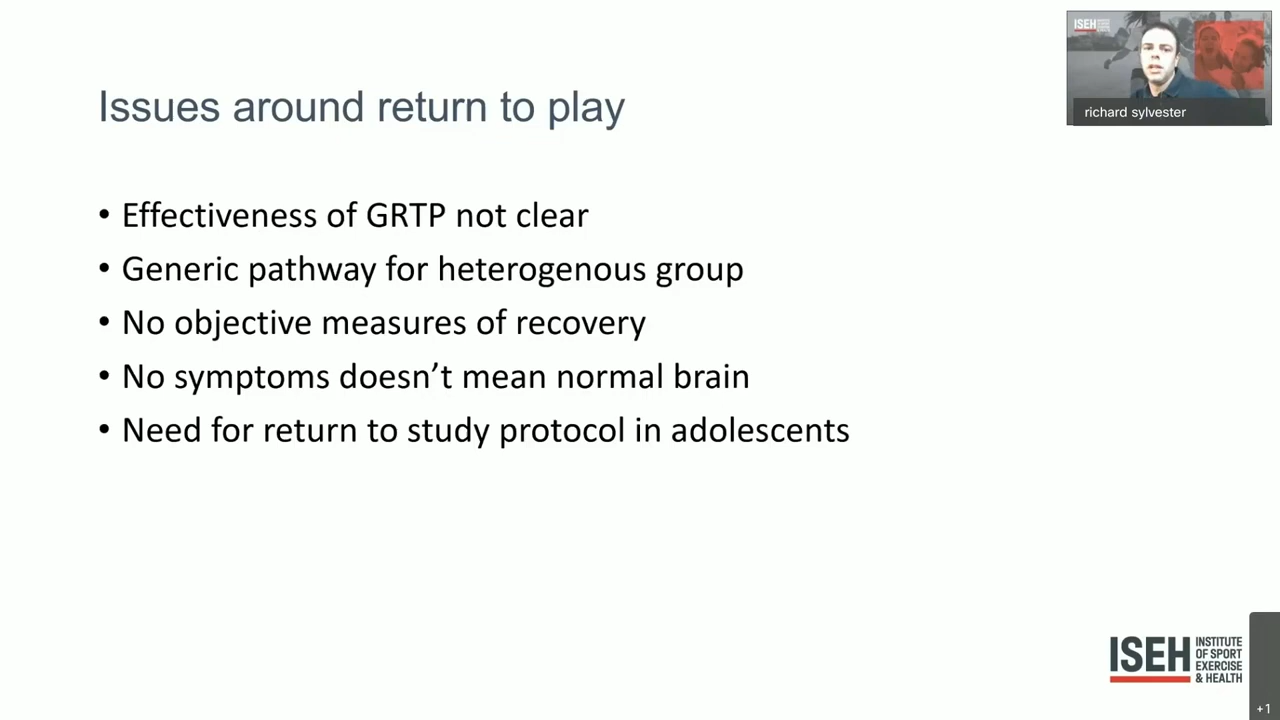 Issues around return to play
• Effectiveness of GRTP not clear
• Generic pathway for heterogenous group
• No objective measures of recovery
• No symptoms doesn’t mean normal brain
• Need for return to study protocol in adolescents
ISEH
richard sylvester
ISEH
INSTITUTE
OF SPORT
EXERCISE
& HEALTH
+1